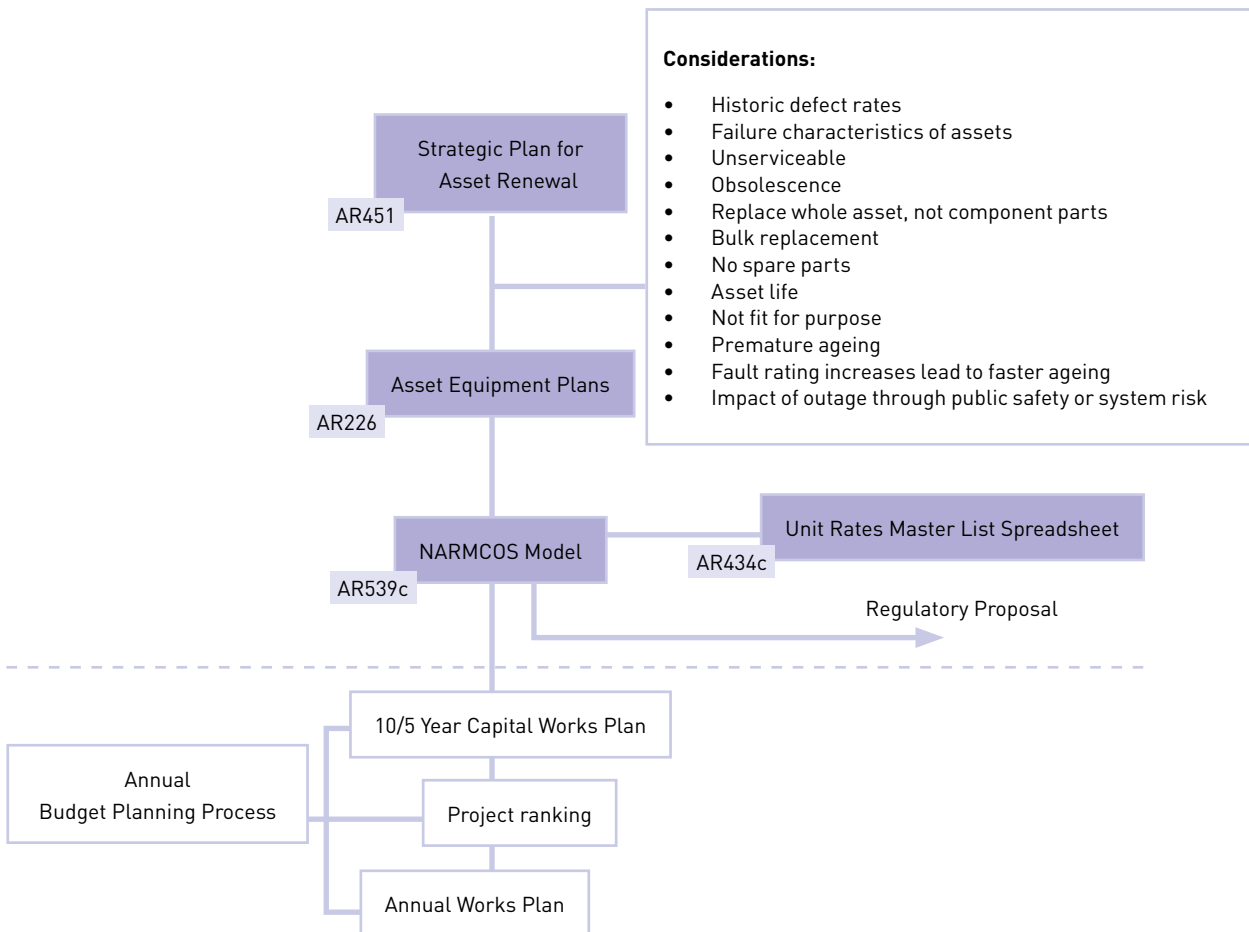 Considerations:
• Historic defect rates
• Failure characteristics of assets
• Unserviceable
• Obsolescence
• Replace whole asset, not component parts
• Bulk replacement
• No spare parts
• Asset life
• Not fit for purpose
• Premature ageing
• Fault rating increases lead to faster ageing
• Impact of outage through public safety or system risk
Strategic Plan for
Asset Renewal
AR451
Asset Equipment Plans
AR226
NARMCOS Model
AR539c
Unit Rates Master List Spreadsheet
AR434c
Regulatory Proposal
10/5 Year Capital Works Plan
Annual
Budget Planning Process
Project ranking
Annual Works Plan